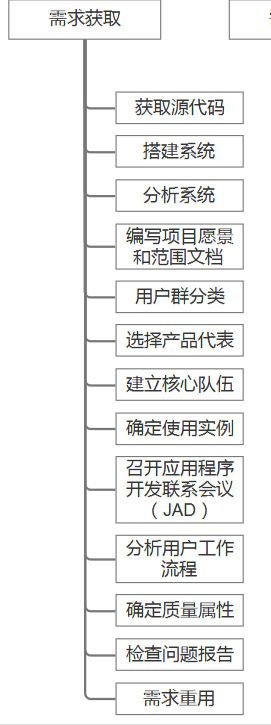 需求获取
获取源代码
搭建系统
分析系统
编写项目愿景
和范围文档
用户群分类
选择产品代表
建立核心队伍
确定使用实例
召开应用程序
开发联系会议
（JAD）
分析用户工作
流程
确定质量属性
检查问题报告
需求重用